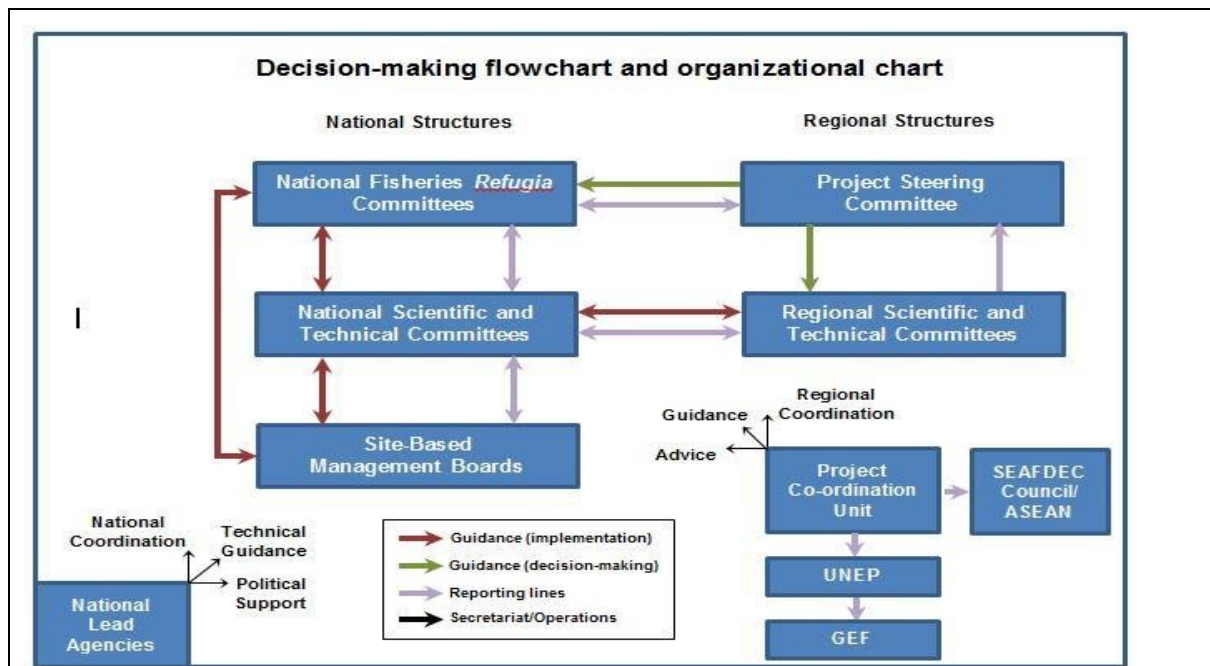 Decision-making flowchart and organizational chart
National Structures
Regional Structures
National Fisheries Refugia
Committees
Project Steering
Committee
National Scientific and
Technical Committees
Regional Scientific and
Technical Committees
Site-Based
Management Boards
Regional
Coordination
Guidance
Advice
Project
Co-ordination
Unit
SEAFDEC
Council/
ASEAN
UNEP
GEF
National
Coordination
Technical
Guidance
Political
Support
National
Lead
Agencies
Guidance (implementation)
Guidance (decision-making)
Reporting lines
Secretariat/Operations